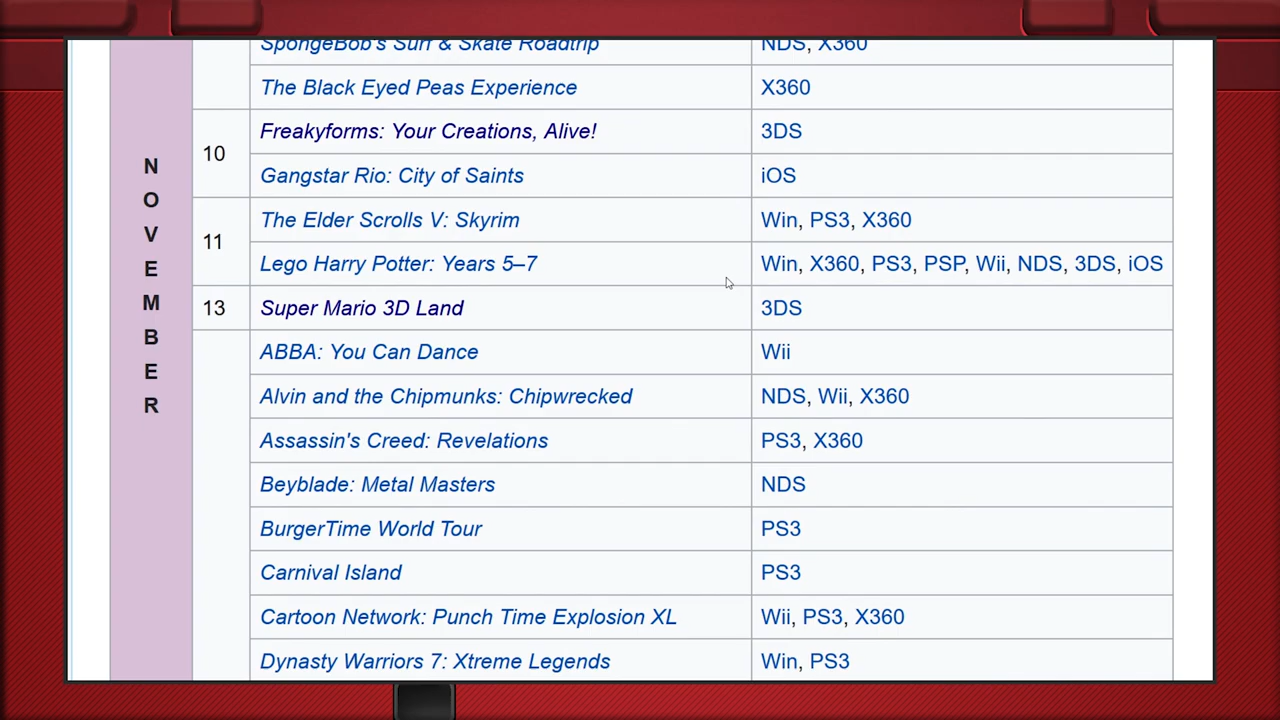 SpongeBob's Surf & Skate Roadtrip NDS, X360
The Black Eyed Peas Experience X360
10 Freakyforms: Your Creations, Alive! 3DS
Gangstar Rio: City of Saints iOS
11 The Elder Scrolls V: Skyrim Win, PS3, X360
Lego Harry Potter: Years 5–7 Win, X360, PS3, PSP, Wii, NDS, 3DS, iOS
13 Super Mario 3D Land 3DS
ABBA: You Can Dance Wii
Alvin and the Chipmunks: Chipwrecked NDS, Wii, X360
Assassin's Creed: Revelations PS3, X360
Beyblade: Metal Masters NDS
BurgerTime World Tour PS3
Carnival Island PS3
Cartoon Network: Punch Time Explosion XL Wii, PS3, X360
Dynasty Warriors 7: Xtreme Legends Win, PS3
N
O
V
E
M
B
E
R